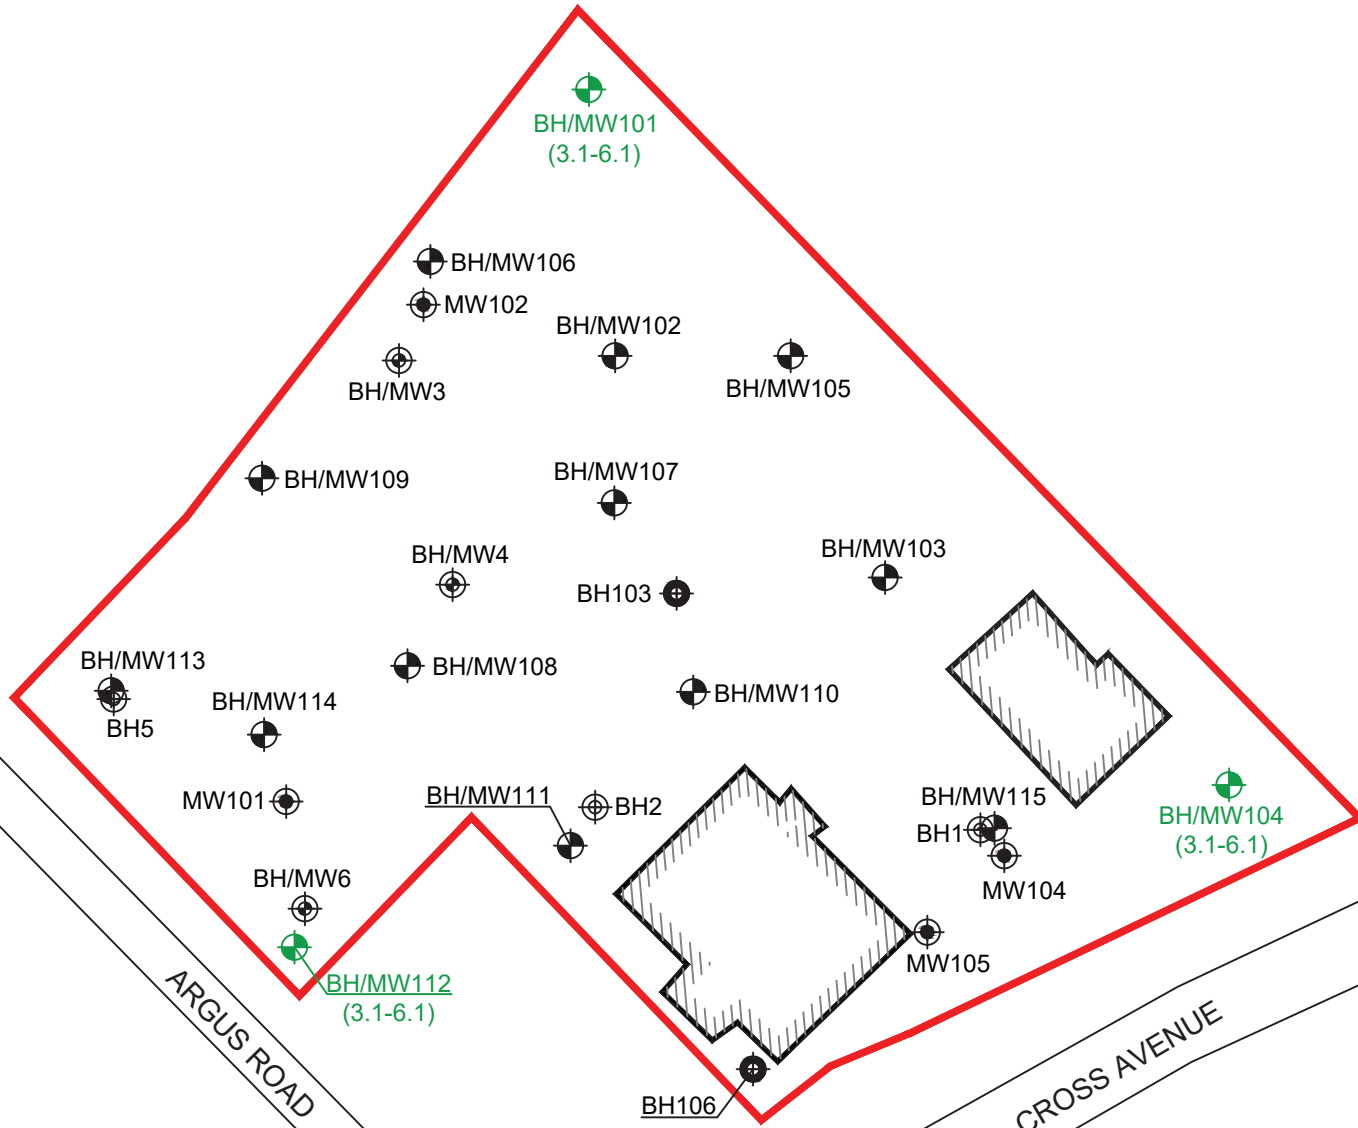 BH/MW101
(3.1-6.1)
BH/MW106
MW102
BH/MW102
BH/MW3
BH/MW105
BH/MW109
BH/MW107
BH/MW4
BH/MW103
BH103
BH/MW113
BH/MW108
BH/MW110
BH/MW114
BH5
MW101
BH/MW111
BH2
BH/MW115
BH1
BH/MW104
(3.1-6.1)
BH/MW6
MW104
MW105
BH/MW112
(3.1-6.1)
ARGUS ROAD
CROSS AVENUE
BH106